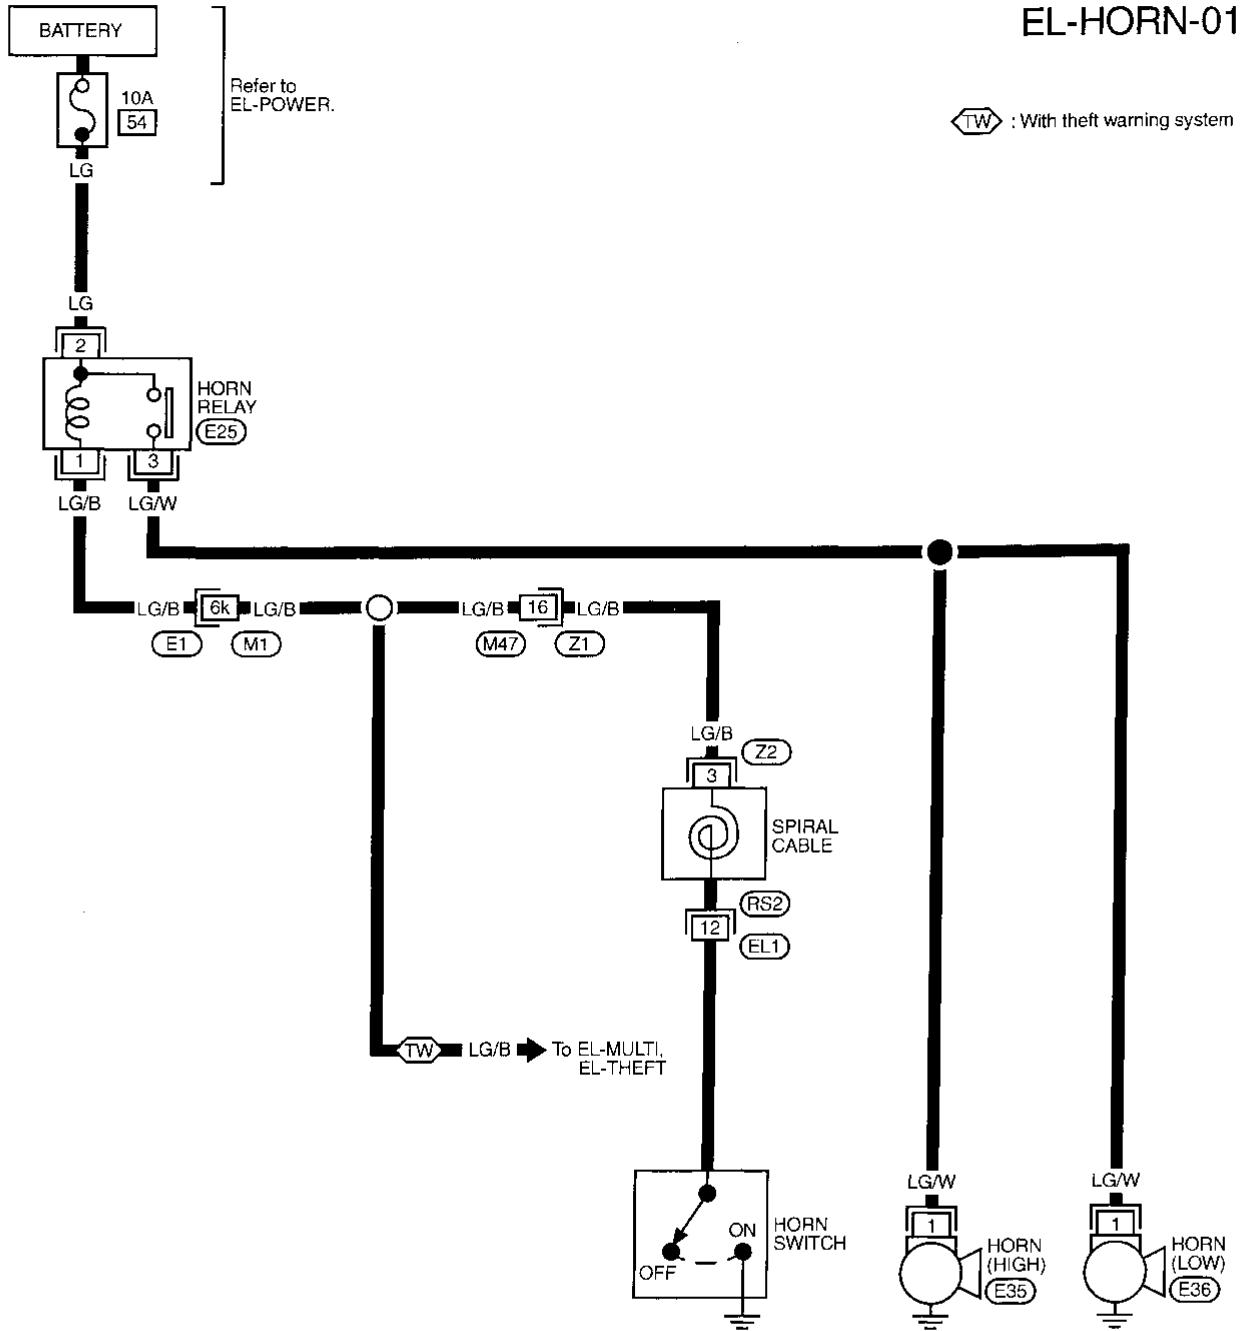 EL-HORN-01
BATTERY
10A
54
Refer to
EL-POWER.
TW : With theft warning system
LG
LG
2
HORN
RELAY
E25
1
3
LG/B
LG/W
LG/B
6k
LG/B
LG/B
16
LG/B
E1
M1
M47
Z1
LG/B
Z2
3
SPIRAL
CABLE
RS2
12
EL1
TW
LG/B
To EL-MULTI,
EL-THEFT
LG/W
LG/W
1
1
ON
OFF
HORN
SWITCH
HORN
(HIGH)
E35
HORN
(LOW)
E36